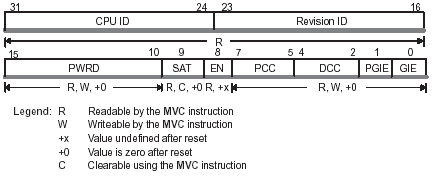 31 24 23 16
CPU ID Revision ID
R
15 10 9 8 7 5 4 2 1 0
PWRD SAT EN PCC DCC PGIE GIE
R, W, +0 R, C, +0 R, +x R, W, +0
Legend: R Readable by the MVC instruction
W Writeable by the MVC instruction
+x Value undefined after reset
+0 Value is zero after reset
C Clearable using the MVC instruction